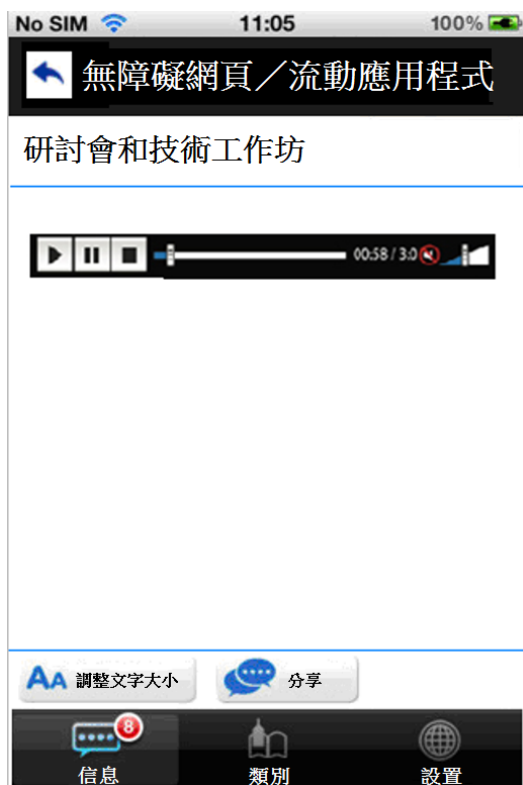 No SIM 11:05 100%
無障礙網頁／流動應用程式
研討會和技術工作坊
00:58 / 3:0
AA 調整文字大小 分享
8
信息 類別 設置